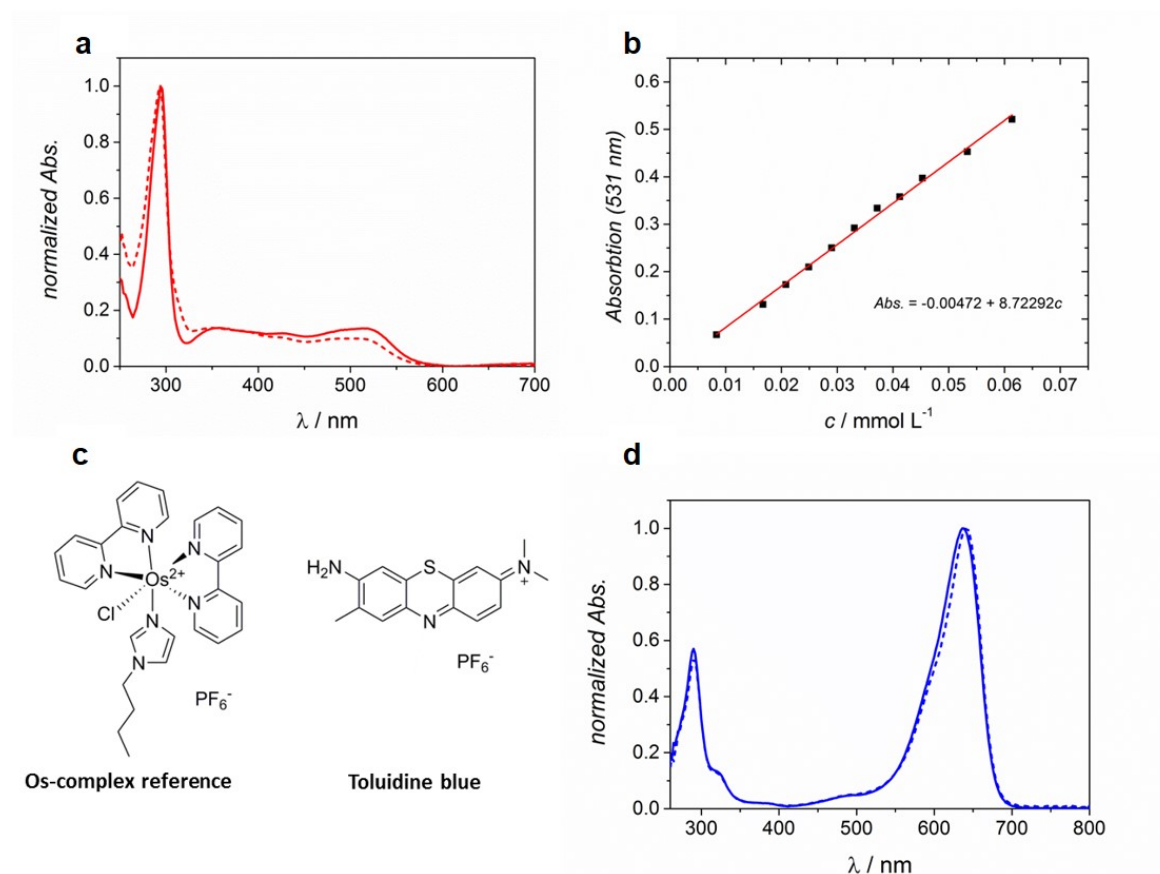 a
normalized Abs.
1.0
0.8
0.6
0.4
0.2
0.0
300
400
500
600
700
λ / nm
b
Absorbtion (531 nm)
0.6
0.5
0.4
0.3
0.2
0.1
0.0
Abs. = -0.00472 + 8.72292c
0.00
0.01
0.02
0.03
0.04
0.05
0.06
0.07
c / mmol L⁻¹
c
N
N
N
N
Os²⁺
Cl
N
N
PF₆⁻
Os-complex reference
H₂N
S
N
+
N
PF₆⁻
Toluidine blue
d
normalized Abs.
1.0
0.8
0.6
0.4
0.2
0.0
300
400
500
600
700
800
λ / nm